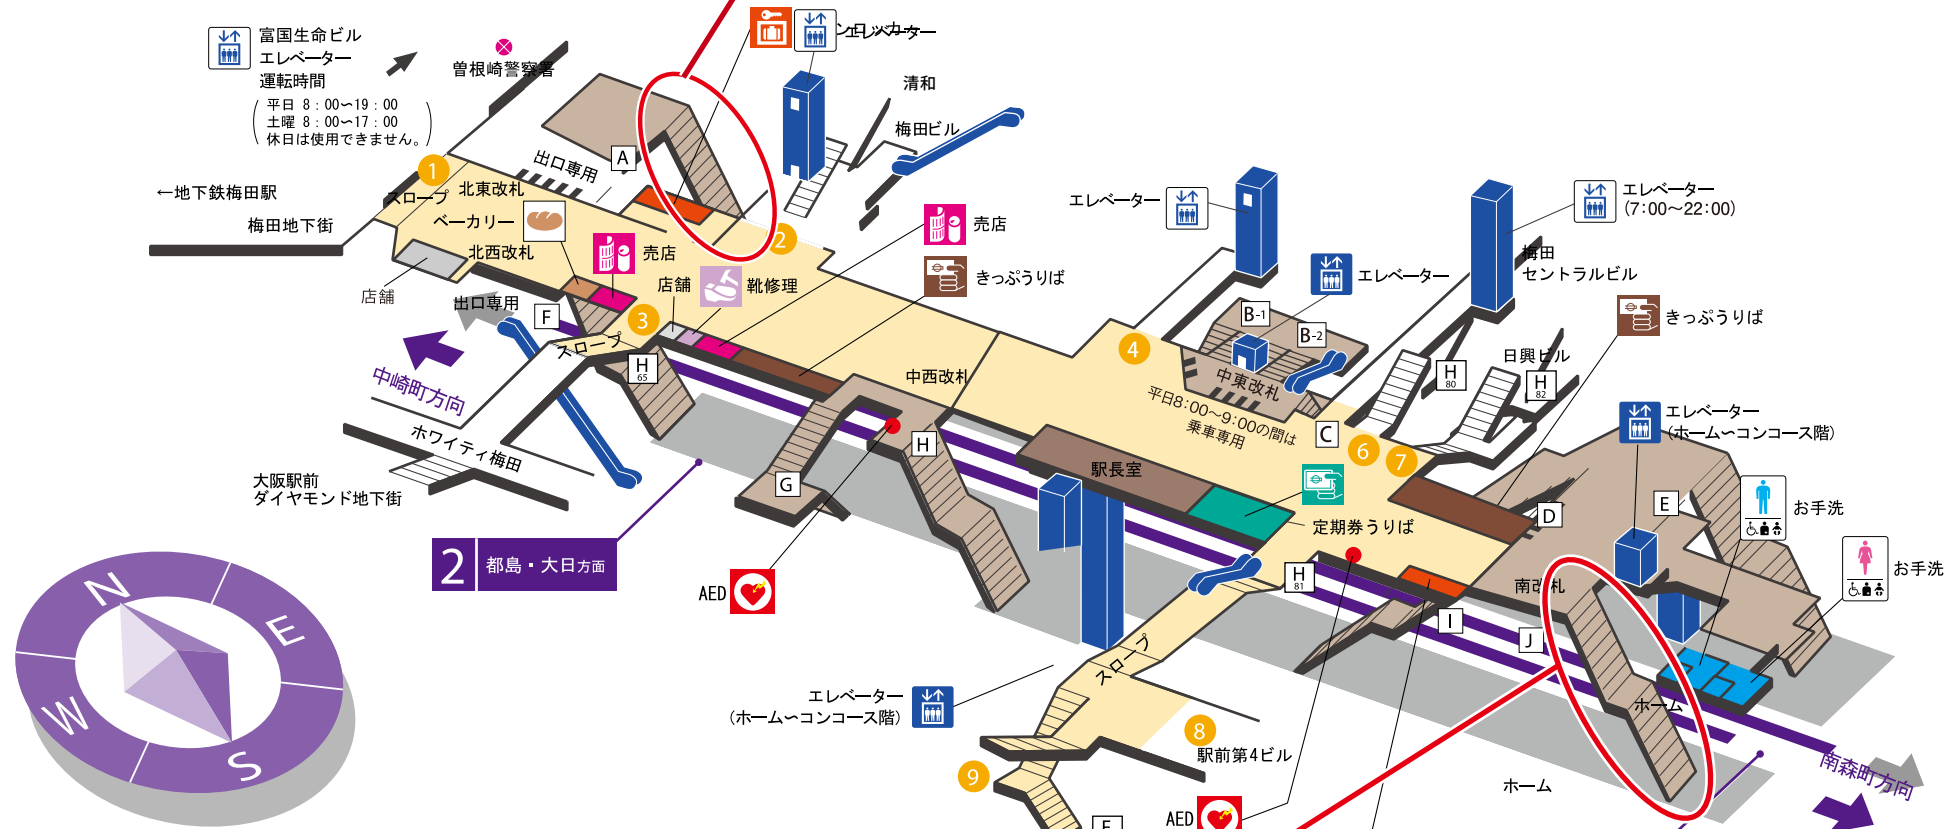 富国生命ビル
エレベーター
運転時間
平日 8：00〜19：00
土曜 8：00〜17：00
休日は使用できません。
曽根崎警察署
エレベーター
清和
梅田ビル
出口専用
A
1
スロープ
北東改札
←地下鉄梅田駅
梅田地下街
ベーカリー
北西改札
売店
店舗
2
売店
きっぷうりば
店舗
靴修理
出口専用
F
3
スロープ
H
65
中崎町方向
ホワイティ梅田
大阪駅前
ダイヤモンド地下街
中西改札
エレベーター
エレベーター
(7:00〜22:00)
梅田
セントラルビル
エレベーター
B-1
B-2
4
中東改札
平日8：00〜9：00の間は
乗車専用
きっぷうりば
日興ビル
H
80
H
82
C
6
7
エレベーター
(ホーム〜コンコース階)
H
G
駅長室
定期券うりば
D
E
お手洗
お手洗
2
都島・大日方面
AED
H
81
南改札
I
J
スロープ
エレベーター
(ホーム〜コンコース階)
8
駅前第4ビル
9
ホーム
ホーム
南森町方向
AED
N
E
W
S